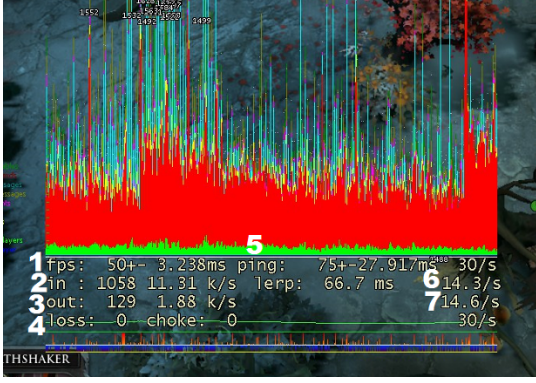 1552
1499
1492
5
1 fps: 50+- 3.238ms ping: 75+-27.917ms 30/s
2 in : 1058 11.31 k/s lerp: 66.7 ms 6 14.3/s
3 out: 129 1.88 k/s 7 14.6/s
4 loss: 0 choke: 0 30/s
THSHAKER